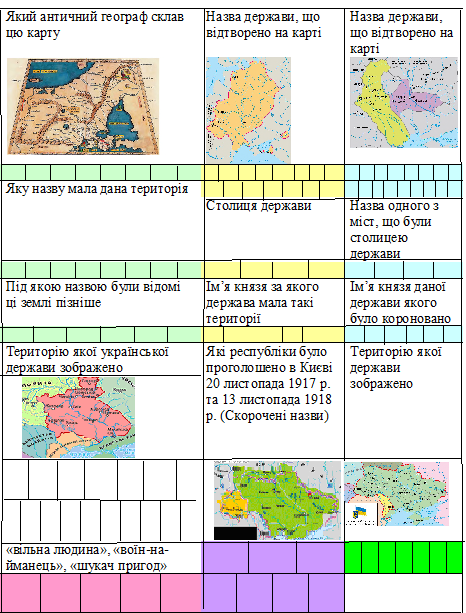 Який античний географ склав
цю карту
Назва держави, що
відтворено на карті
Назва держави,
що відтворено на
карті
Яку назву мала дана територія
Столиця держави
Назва одного з
міст, що були
столицею
держави
Під якою назвою були відомі
ці землі пізніше
Ім’я князя за якого
держава мала такі
території
Ім’я князя даної
держави якого
було короновано
Територію якої української
держави зображено
Які республіки було
проголошено в Києві
20 листопада 1917 р.
та 13 листопада 1918
р. (Скорочені назви)
Територію якої
держави
зображено
«вільна людина», «воїн-на-
йманець», «шукач пригод»